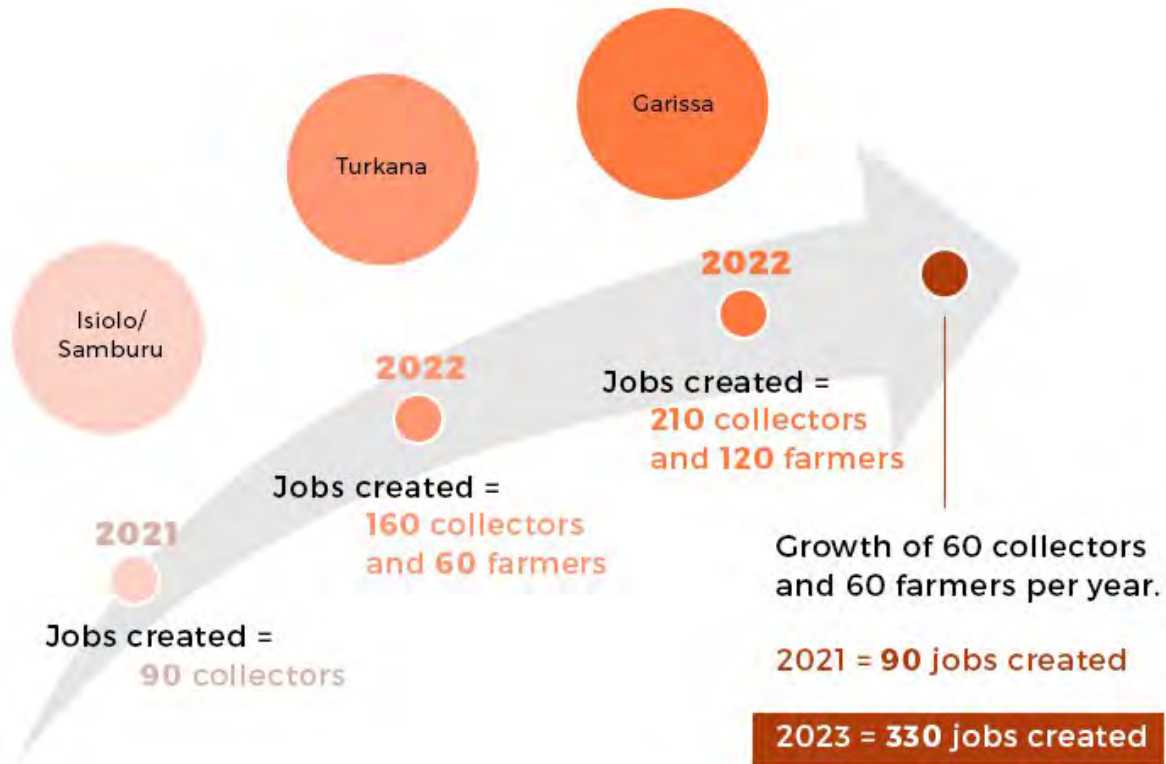 Isiolo/
Samburu
2021
Jobs created =
90 collectors
Turkana
2022
Jobs created =
160 collectors
and 60 farmers
Garissa
2022
Jobs created =
210 collectors
and 120 farmers
Growth of 60 collectors
and 60 farmers per year.
2021 = 90 jobs created
2023 = 330 jobs created